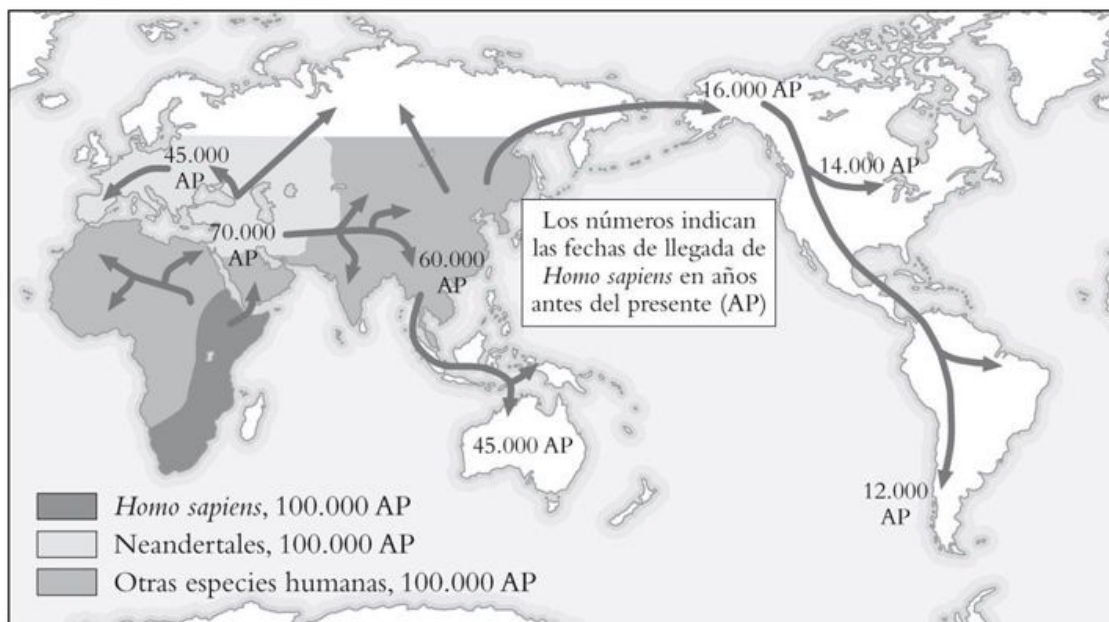 16.000 AP
45.000
AP
14.000 AP
70.000
AP
60.000
AP
Los números indican
las fechas de llegada de
Homo sapiens en años
antes del presente (AP)
45.000 AP
12.000
AP
Homo sapiens, 100.000 AP
Neandertales, 100.000 AP
Otras especies humanas, 100.000 AP